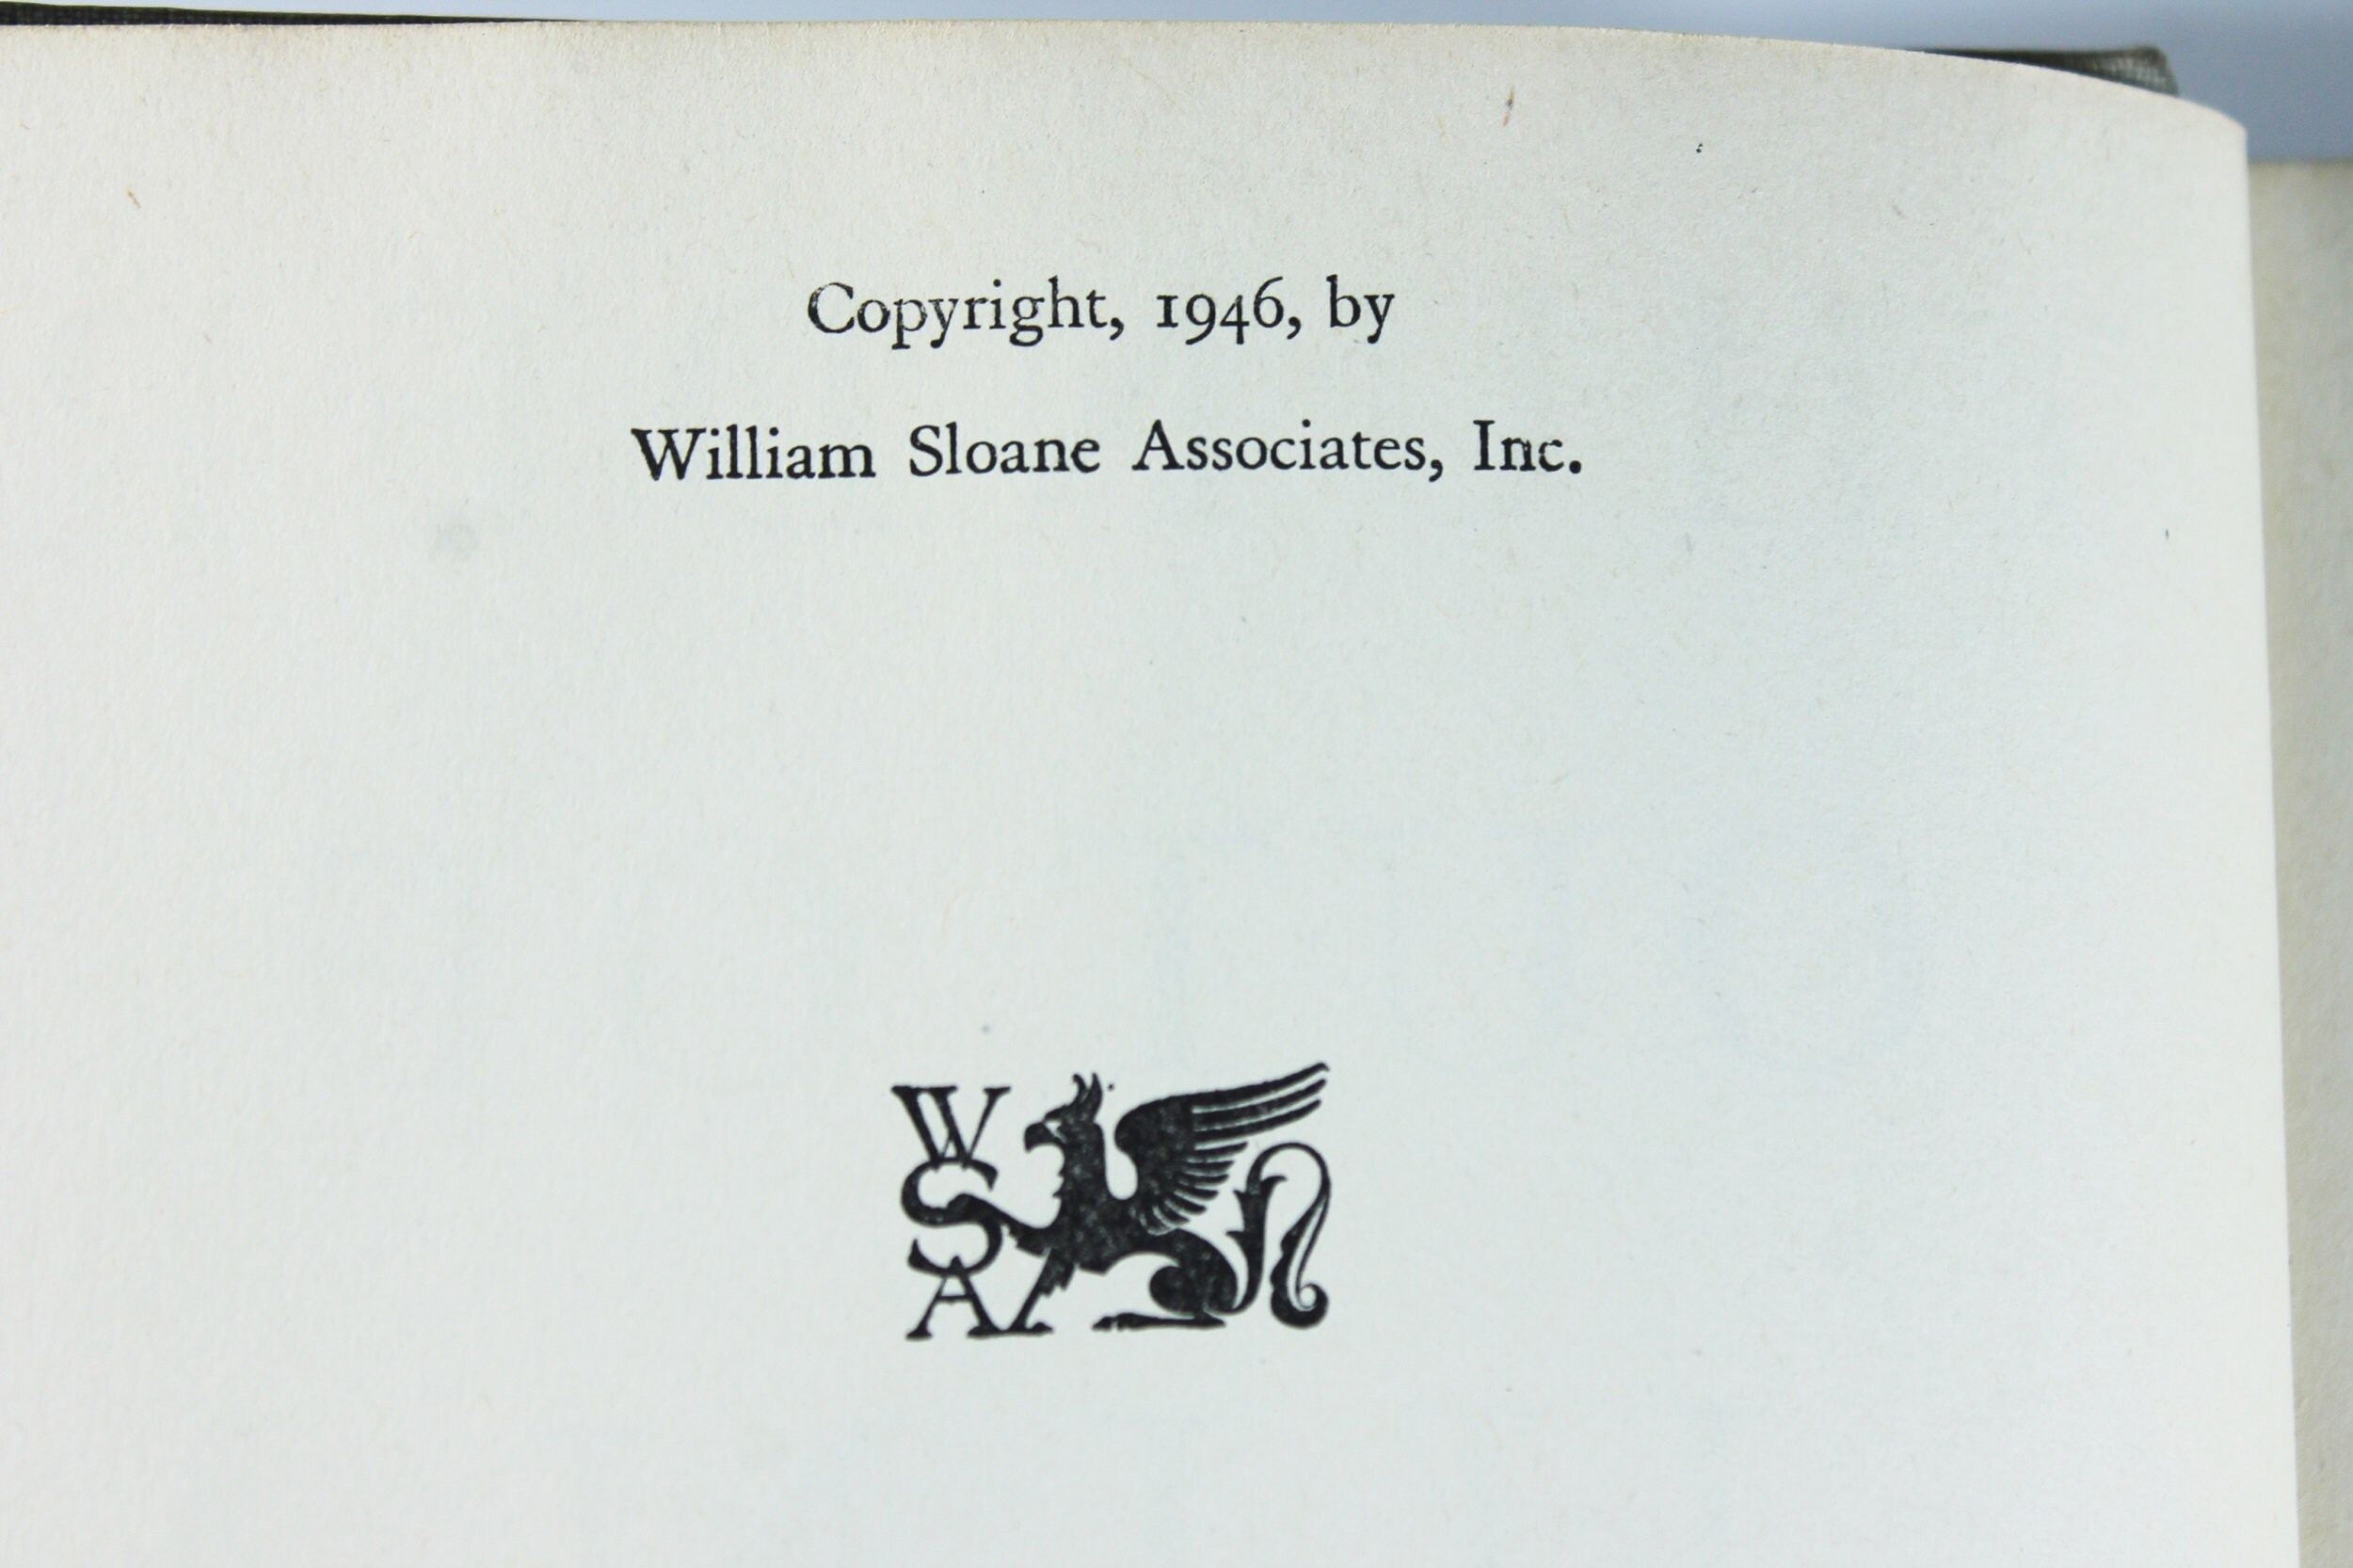 Copyright, 1946, by
William Sloane Associates, Inc.
W
S
A